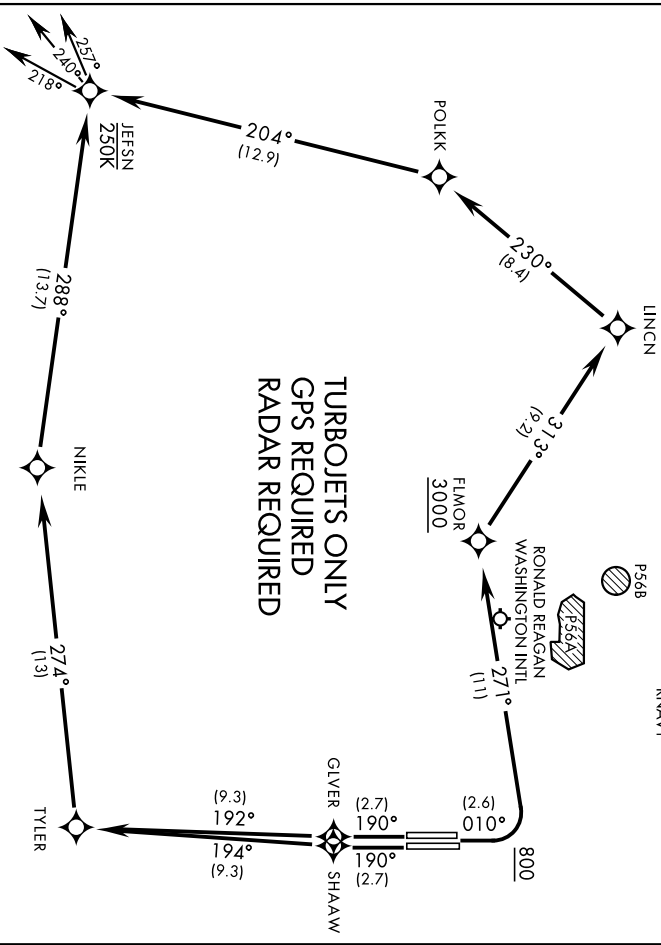 257°
240°
218°
JEFSN
250K
204°
(12.9)
POLKK
230°
(8.4)
LINCN
313°
(9.2)
FLMOR
3000
P56B
P56A
RONALD REAGAN
WASHINGTON INTL
271°
(11)
288°
(13.7)
NIKLE
TURBOJETS ONLY
GPS REQUIRED
RADAR REQUIRED
274°
(13)
TYLER
(9.3)
192°
194°
(9.3)
GLVER
SHAAW
(2.7)
190°
190°
(2.7)
(2.6)
010°
800